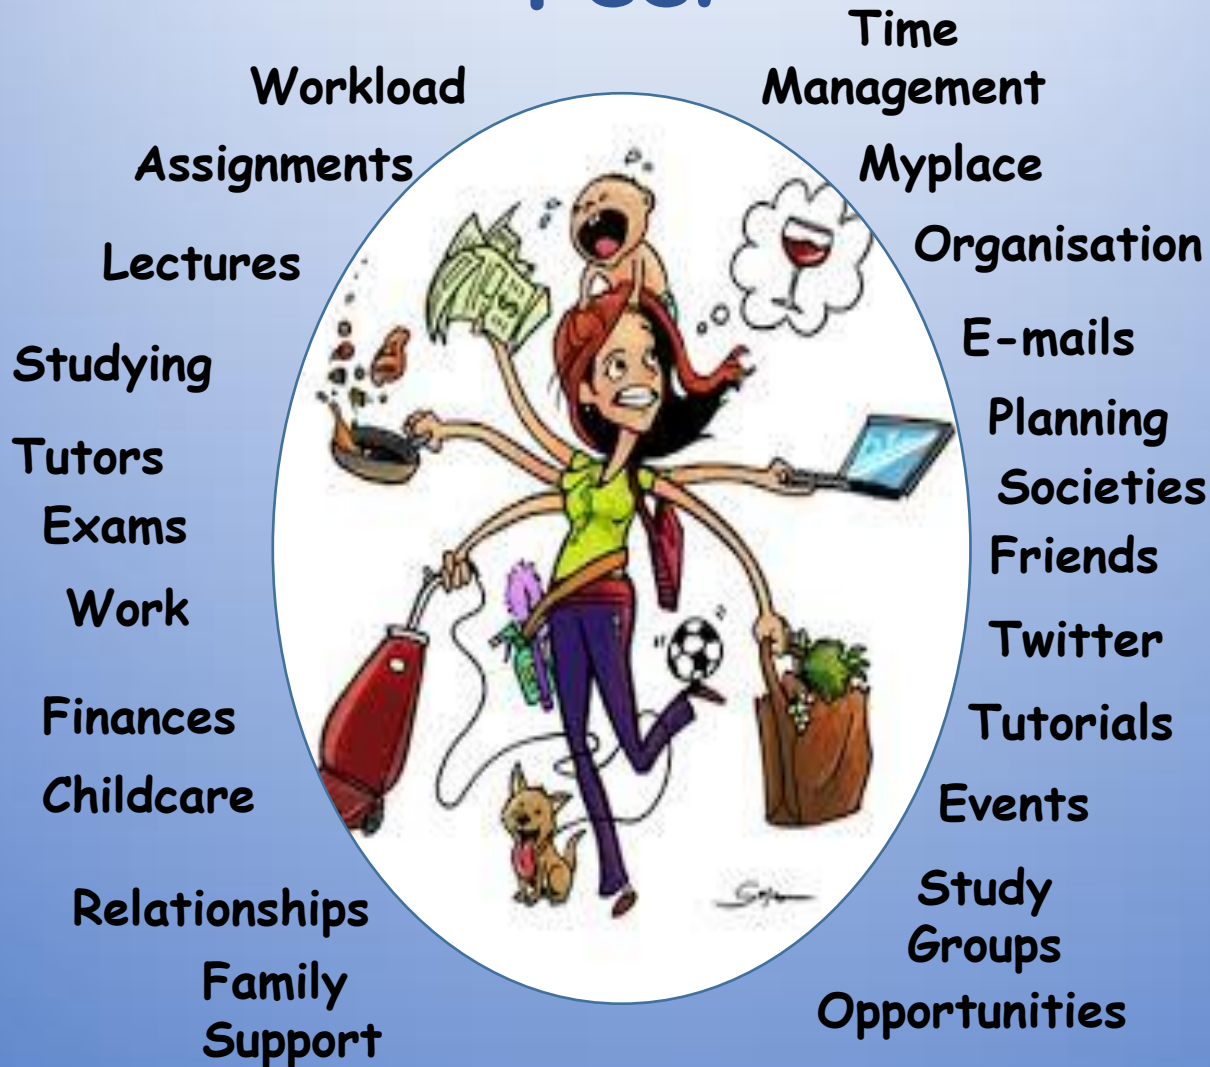 Time
Management
Workload
Assignments
Myplace
Lectures
Organisation
Studying
E-mails
Tutors
Planning
Exams
Societies
Work
Friends
Twitter
Finances
Tutorials
Childcare
Events
Relationships
Study
Groups
Family
Support
Opportunities